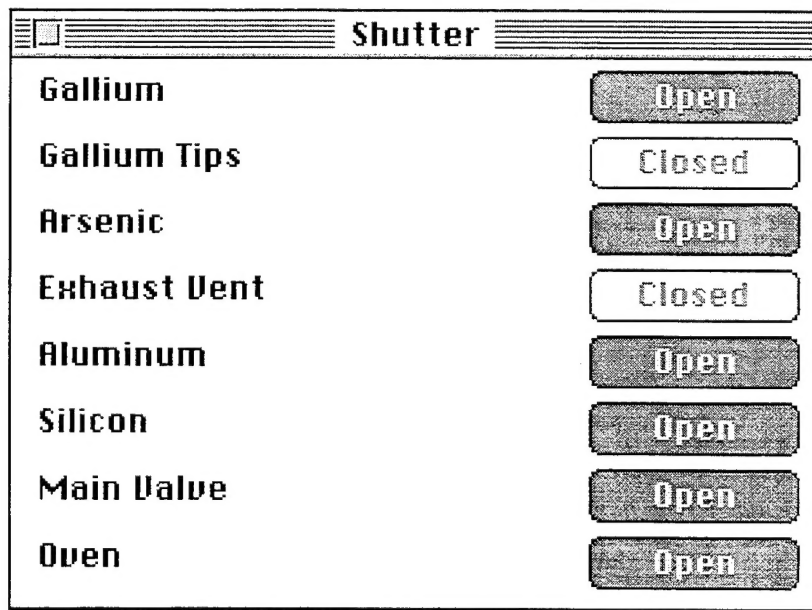 Shutter
Gallium Open
Gallium Tips Closed
Arsenic Open
Exhaust Vent Closed
Aluminum Open
Silicon Open
Main Valve Open
Oven Open